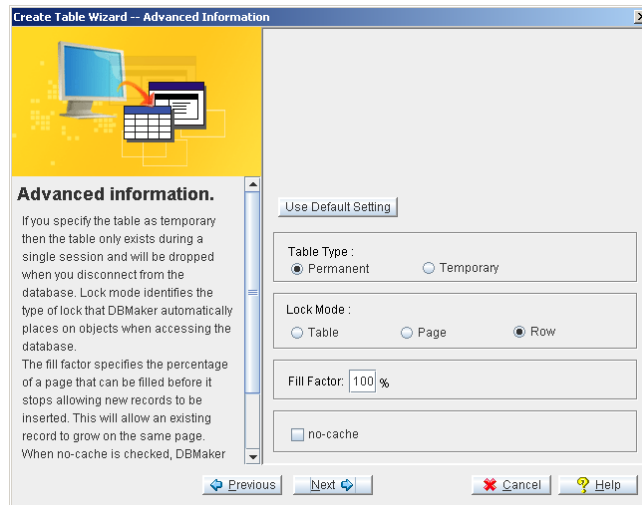 Create Table Wizard -- Advanced Information
Advanced information.
If you specify the table as temporary
then the table only exists during a
single session and will be dropped
when you disconnect from the
database. Lock mode identifies the
type of lock that DBMaker automatically
places on objects when accessing the
database.
The fill factor specifies the percentage
of a page that can be filled before it
stops allowing new records to be
inserted. This will allow an existing
record to grow on the same page.
When no-cache is checked, DBMaker
Use Default Setting
Table Type :
Permanent Temporary
Lock Mode :
Table Page Row
Fill Factor: 100 %
no-cache
Previous Next Cancel Help